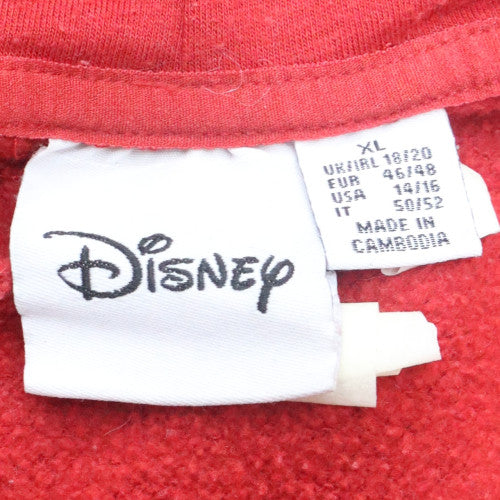 Disney
XL
UK/IRL 18/20
EUR 46/48
USA 14/16
IT 50/52
MADE IN
CAMBODIA